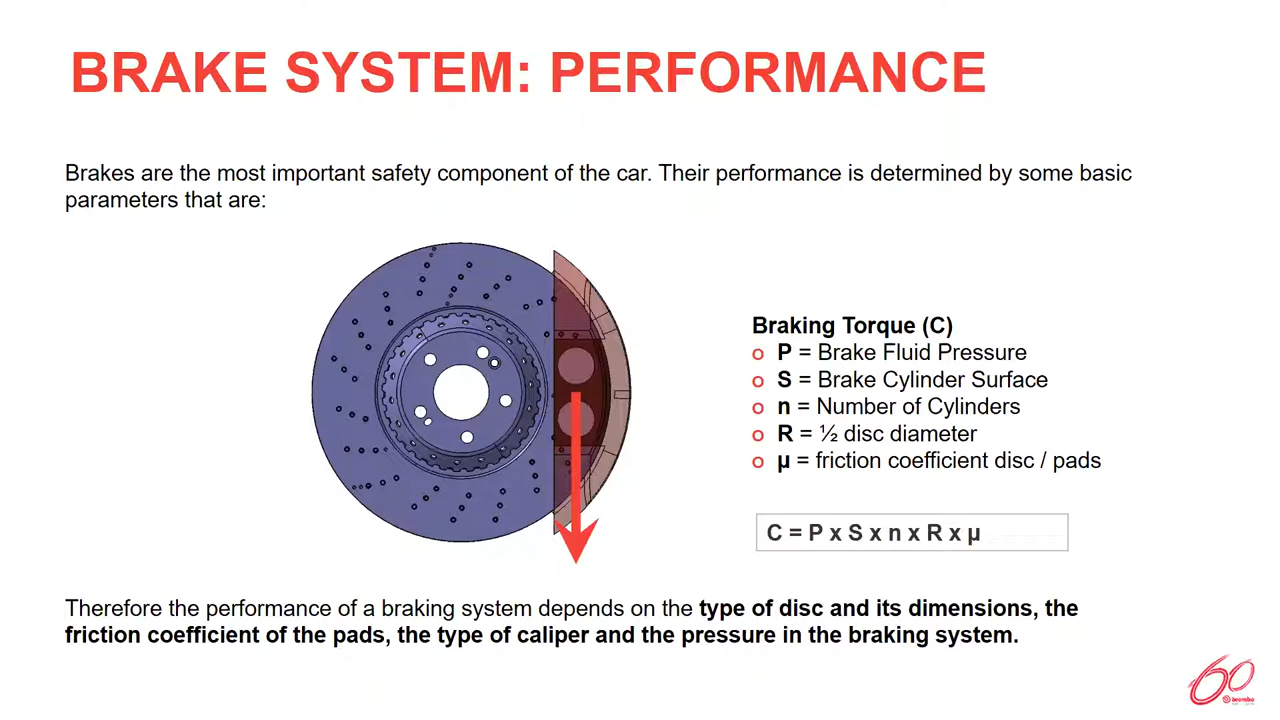 BRAKE SYSTEM: PERFORMANCE
Brakes are the most important safety component of the car. Their performance is determined by some basic
parameters that are:
Braking Torque (C)
o P = Brake Fluid Pressure
o S = Brake Cylinder Surface
o n = Number of Cylinders
o R = ½ disc diameter
o µ = friction coefficient disc / pads
C = P x S x n x R x µ
Therefore the performance of a braking system depends on the type of disc and its dimensions, the
friction coefficient of the pads, the type of caliper and the pressure in the braking system.
60
brembo